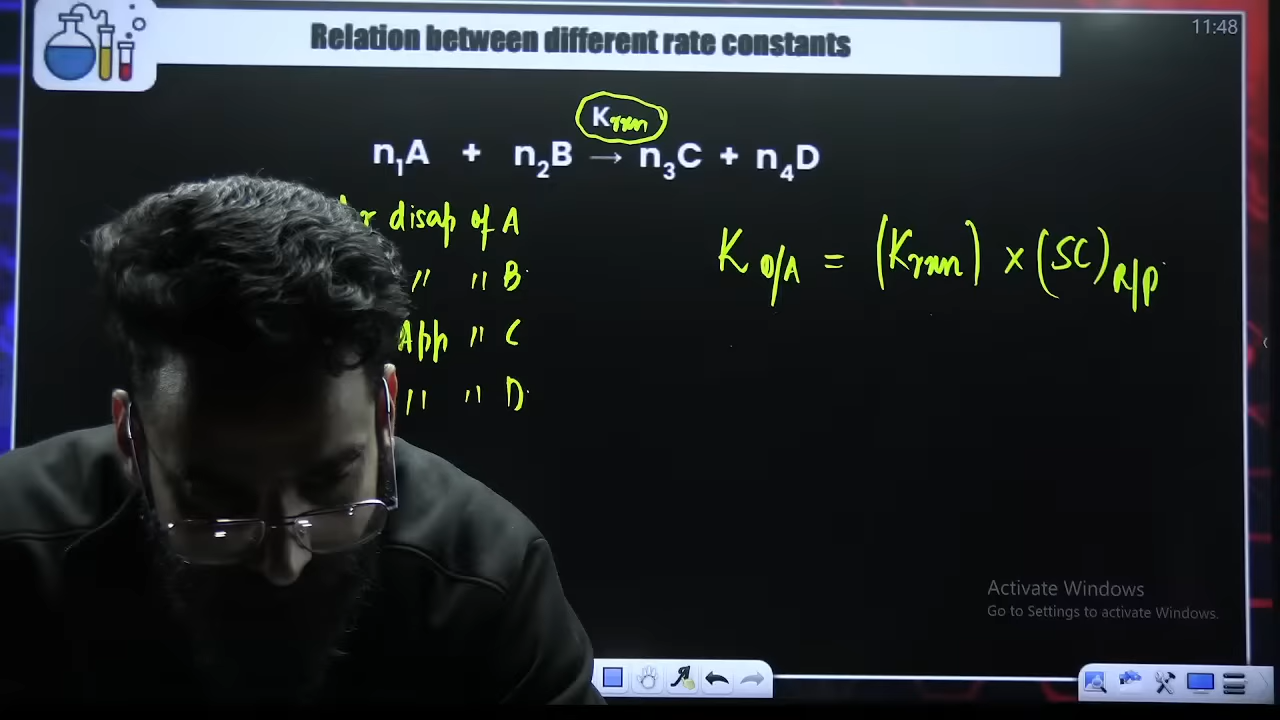 11:48
Relation between different rate constants
Krxn
n₁A + n₂B → n₃C + n₄D
disap of A
K D/A = (Krxn) × (SC)R/P
" " B
App " C
" " D
Activate Windows
Go to Settings to activate Windows.